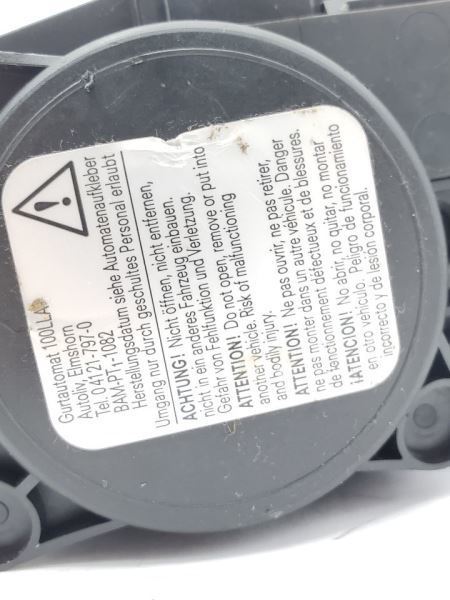 Gurtautomat 100LLA
Autoliv, Elmshorn
Tel. 0 4121-797-0
BAM-PT₁-1082
Herstellungsdatum siehe Automatenaufkleber
Umgang nur durch geschultes Personal erlaubt
ACHTUNG! Nicht öffnen, nicht entfernen,
nicht in ein anderes Fahrzeug einbauen.
Gefahr von Fehlfunktion und Verletzung.
ATTENTION! Do not open, remove or put into
another vehicle. Risk of malfunctioning
and bodily injury.
ATTENTION! Ne pas ouvrir, ne pas retirer,
ne pas monter dans un autre véhicule. Danger
de fonctionnement défectueux et de blessures.
¡ATENCION! No abrir, no quitar, no montar
en otro vehículo. Peligro de funcionamiento
incorrecto y de lesión corporal.